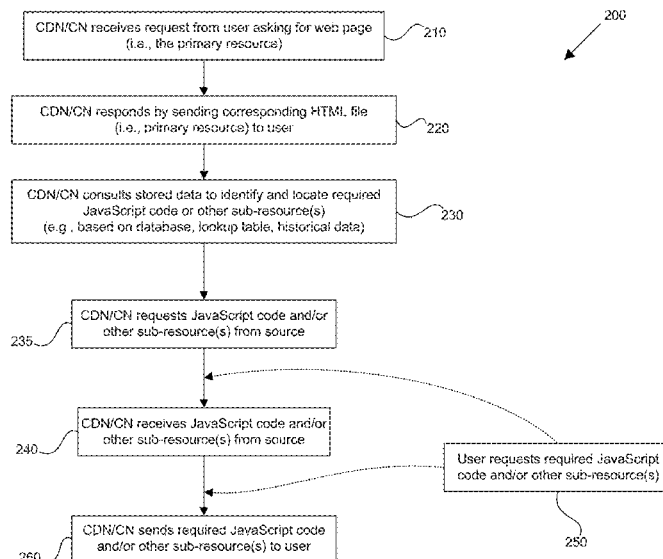 CDN/CN receives request from user asking for web page
(i.e., the primary resource)
210
200
CDN/CN responds by sending corresponding HTML file
(i.e., primary resource) to user
220
CDN/CN consults stored data to identify and locate required
JavaScript code or other sub-resource(s)
(e.g., based on database, lookup table, historical data)
230
CDN/CN requests JavaScript code and/or
other sub-resource(s) from source
235
CDN/CN receives JavaScript code and/or
other sub-resource(s) from source
240
User requests required JavaScript
code and/or other sub-resource(s)
250
CDN/CN sends required JavaScript code
and/or other sub-resource(s) to user
260